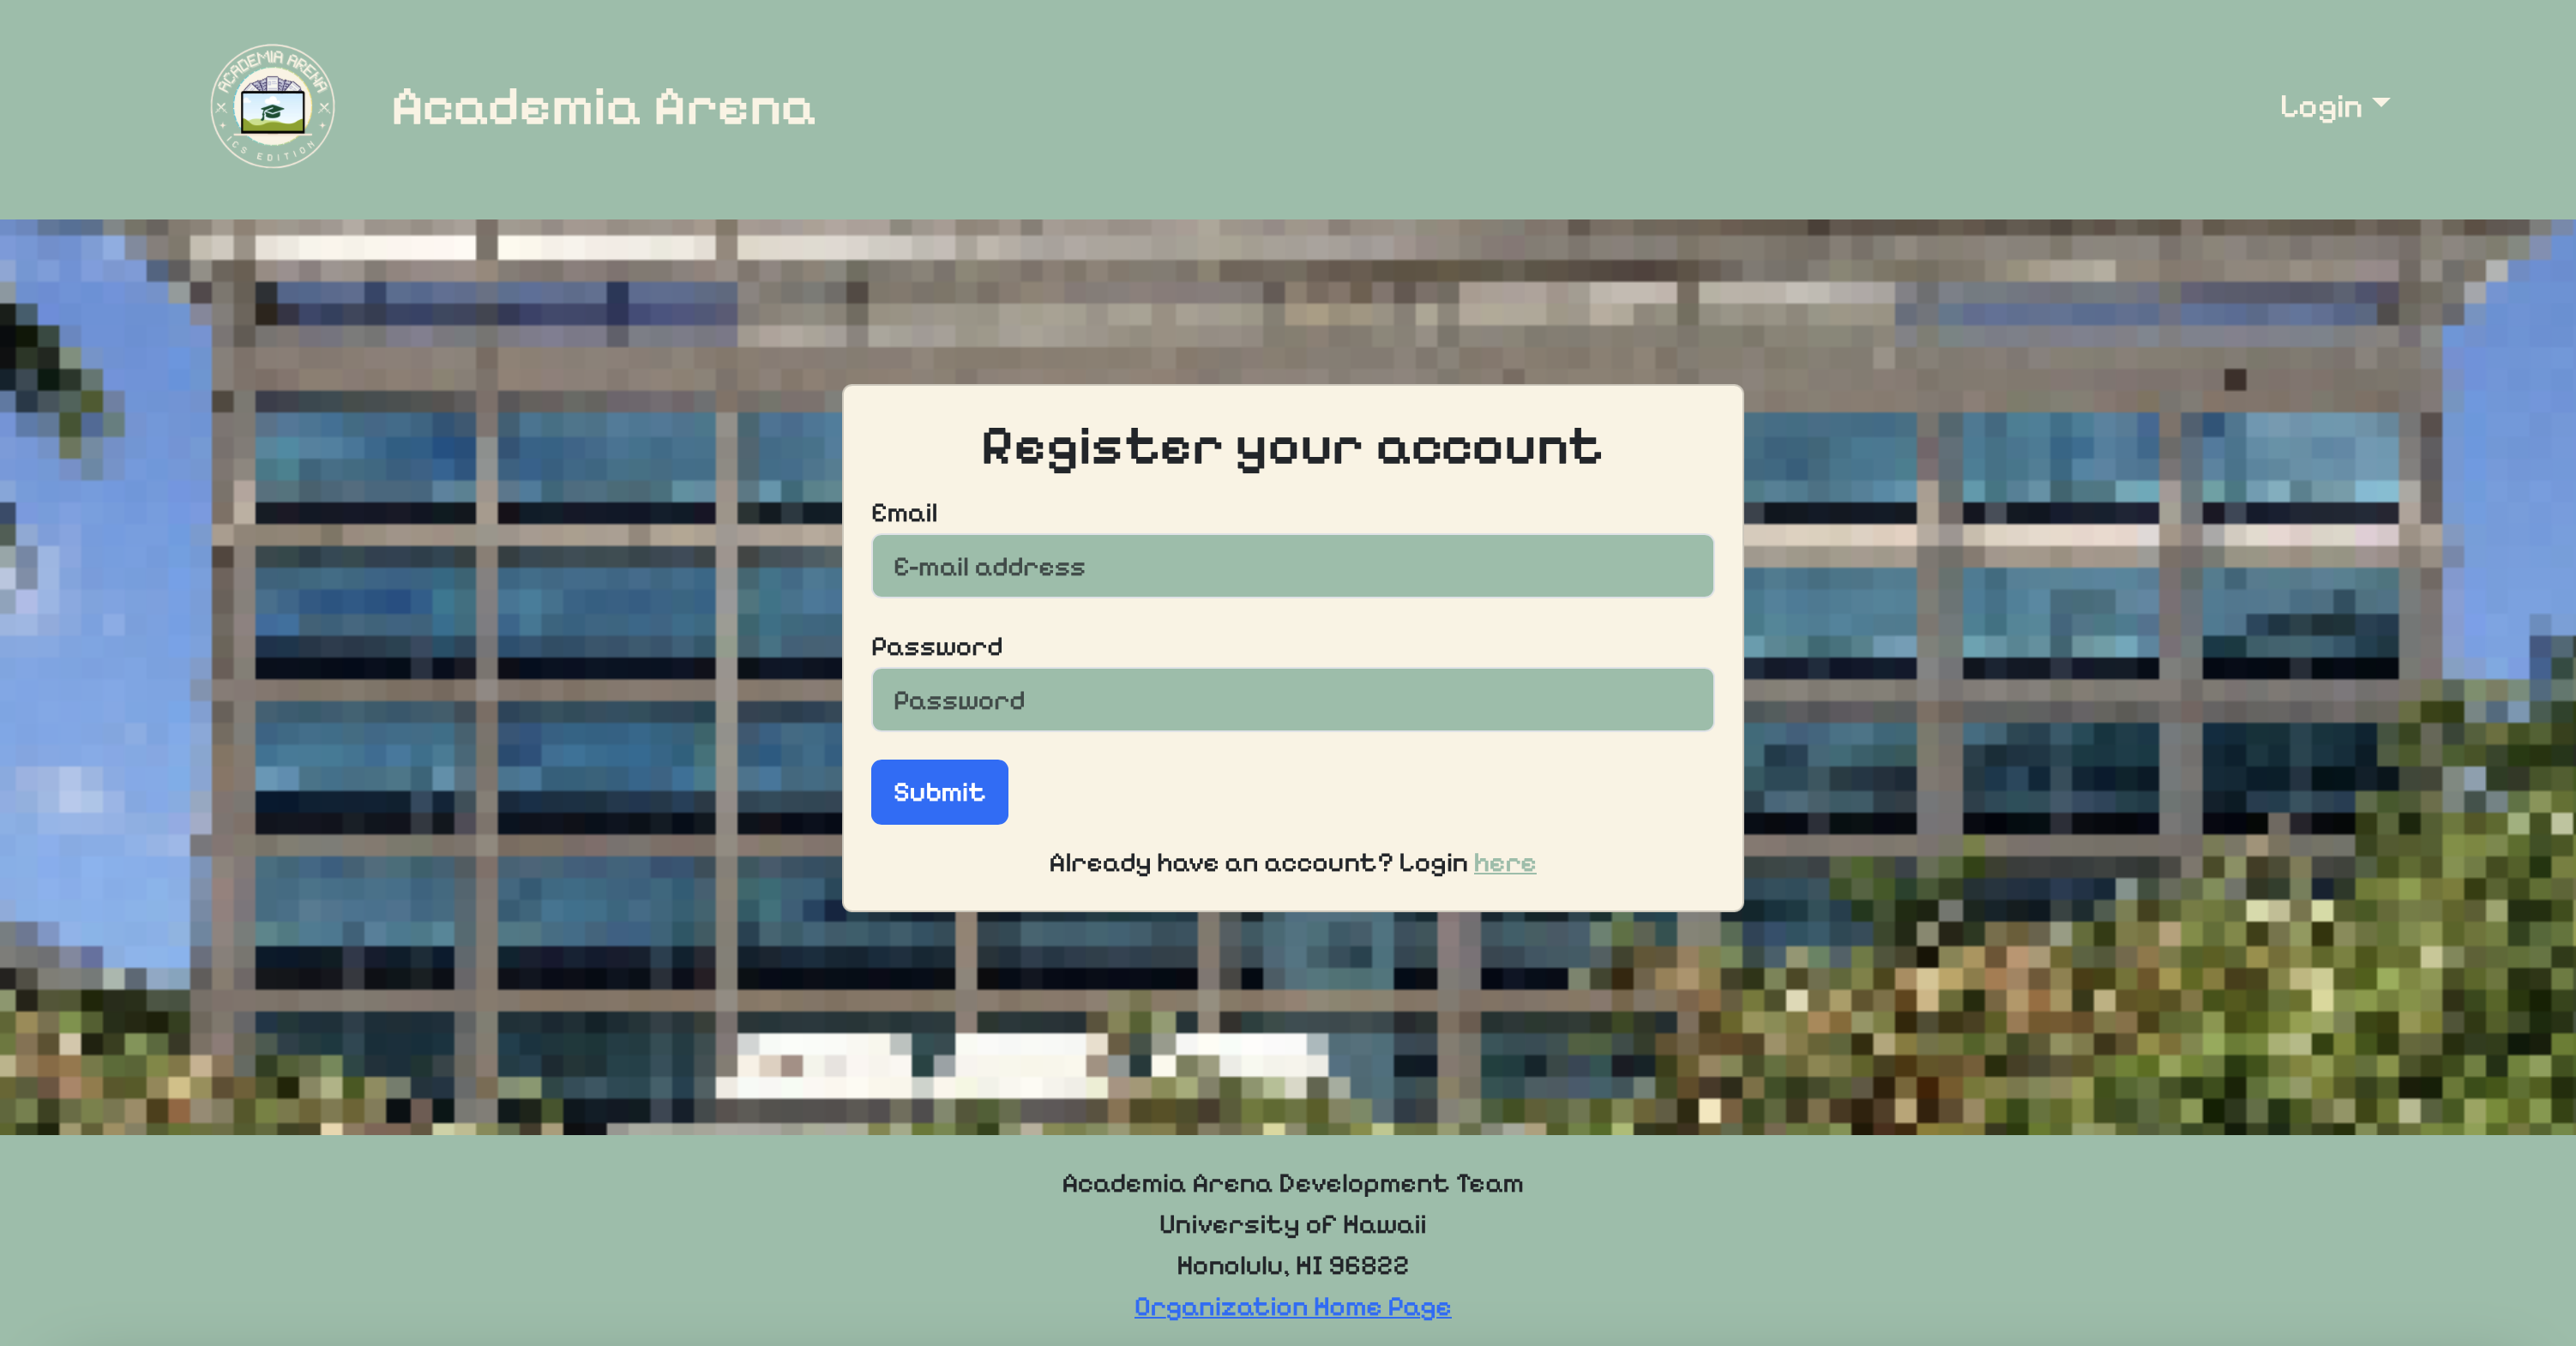 ACADEMIA ARENA
ICS EDITION
Academia Arena
Login
Register your account
Email
E-mail address
Password
Password
Submit
Already have an account? Login here
Academia Arena Development Team
University of Hawaii
Honolulu, HI 96822
Organization Home Page